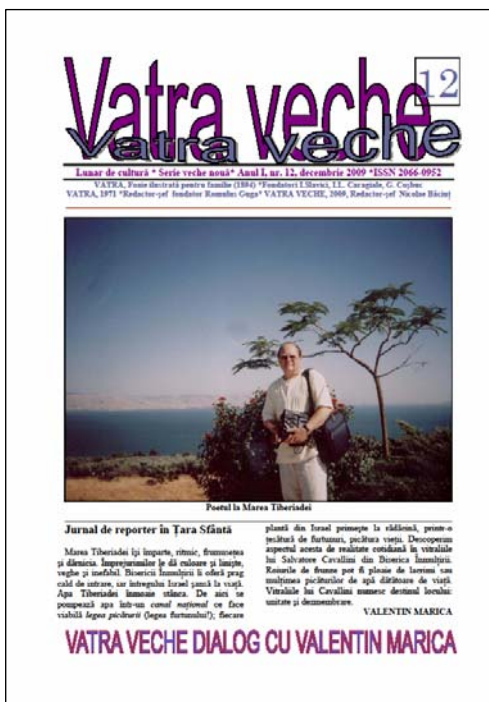 Vatra veche
12
Vatra veche
Lunar de cultură * Serie veche nouă* Anul I, nr. 12, decembrie 2009 *ISSN 2066-0952
VATRA, Foaie ilustrată pentru familie (1884) *Fondatori I.Slavici, I.L. Caragiale, G. Coşbuc
VATRA, 1971 *Redactor-şef fondator Romulus Guga* VATRA VECHE, 2009, Redactor-şef Nicolae Băciuţ
Poetul la Marea Tiberiadei
Jurnal de reporter în Ţara Sfântă
Marea Tiberiadei îşi împarte, ritmic, frumuseţea
şi dărnicia. Împrejurimilor le dă culoare şi linişte,
veghe şi inefabil. Bisericii Înmulţirii îi oferă prag
cald de intrare, iar întregului Israel şansă la viaţă.
Apa Tiberiadei înmoaie stânca. De aici se
pompează apa într-un canal naţional ce face
viabilă legea picăturii (legea furtunului!); fiecare
plantă din Israel primeşte la rădăcină, printr-o
ţesătură de furtunuri, picătura vieţii. Descoperim
aspectul acesta de realitate cotidiană în vitraliile
lui Salvatore Cavallini din Biserica Înmulţirii.
Roiurile de frunze pot fi ploaie de lacrimi sau
mulţimea picăturilor de apă dătătoare de viaţă.
Vitraliile lui Cavallini numesc destinul locului:
unitate şi dezmembrare.
VALENTIN MARICA
VATRA VECHE DIALOG CU VALENTIN MARICA